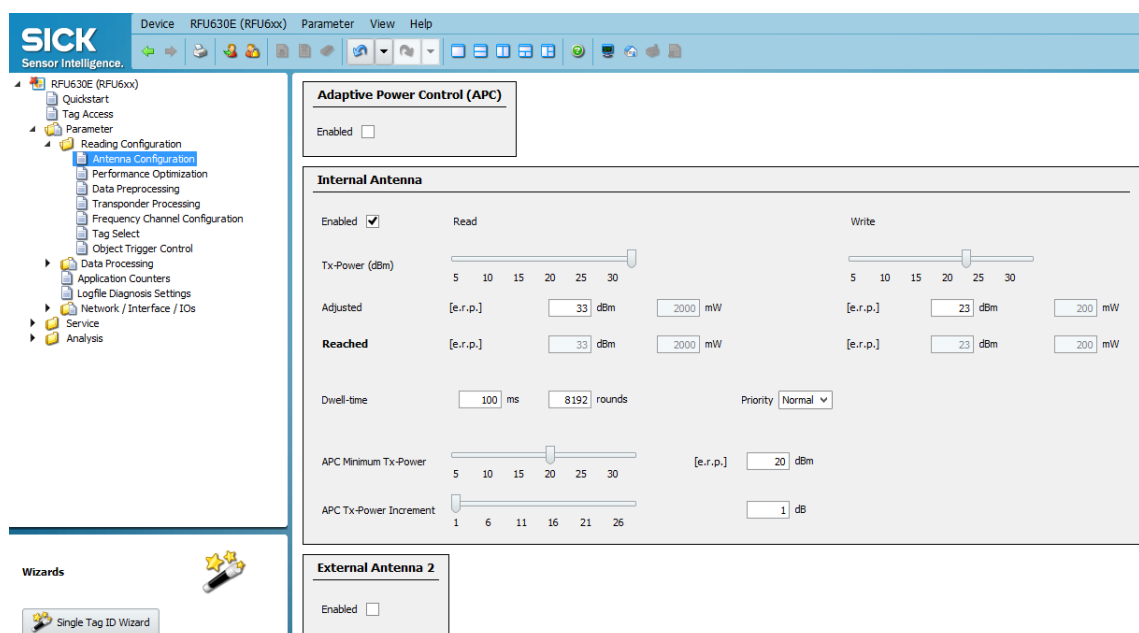 SICK
Sensor Intelligence.
Device RFU630E (RFU6xx) Parameter View Help
RFU630E (RFU6xx)
Quickstart
Tag Access
Parameter
Reading Configuration
Antenna Configuration
Performance Optimization
Data Preprocessing
Transponder Processing
Frequency Channel Configuration
Tag Select
Object Trigger Control
Data Processing
Application Counters
Logfile Diagnosis Settings
Network / Interface / IOs
Service
Analysis
Wizards
Single Tag ID Wizard
Adaptive Power Control (APC)
Enabled
Internal Antenna
Enabled Read Write
Tx-Power (dBm)
5 10 15 20 25 30 5 10 15 20 25 30
Adjusted [e.r.p.] 33 dBm 2000 mW [e.r.p.] 23 dBm 200 mW
Reached [e.r.p.] 33 dBm 2000 mW [e.r.p.] 23 dBm 200 mW
Dwell-time 100 ms 8192 rounds Priority Normal
APC Minimum Tx-Power [e.r.p.] 20 dBm
5 10 15 20 25 30
APC Tx-Power Increment 1 dB
1 6 11 16 21 26
External Antenna 2
Enabled